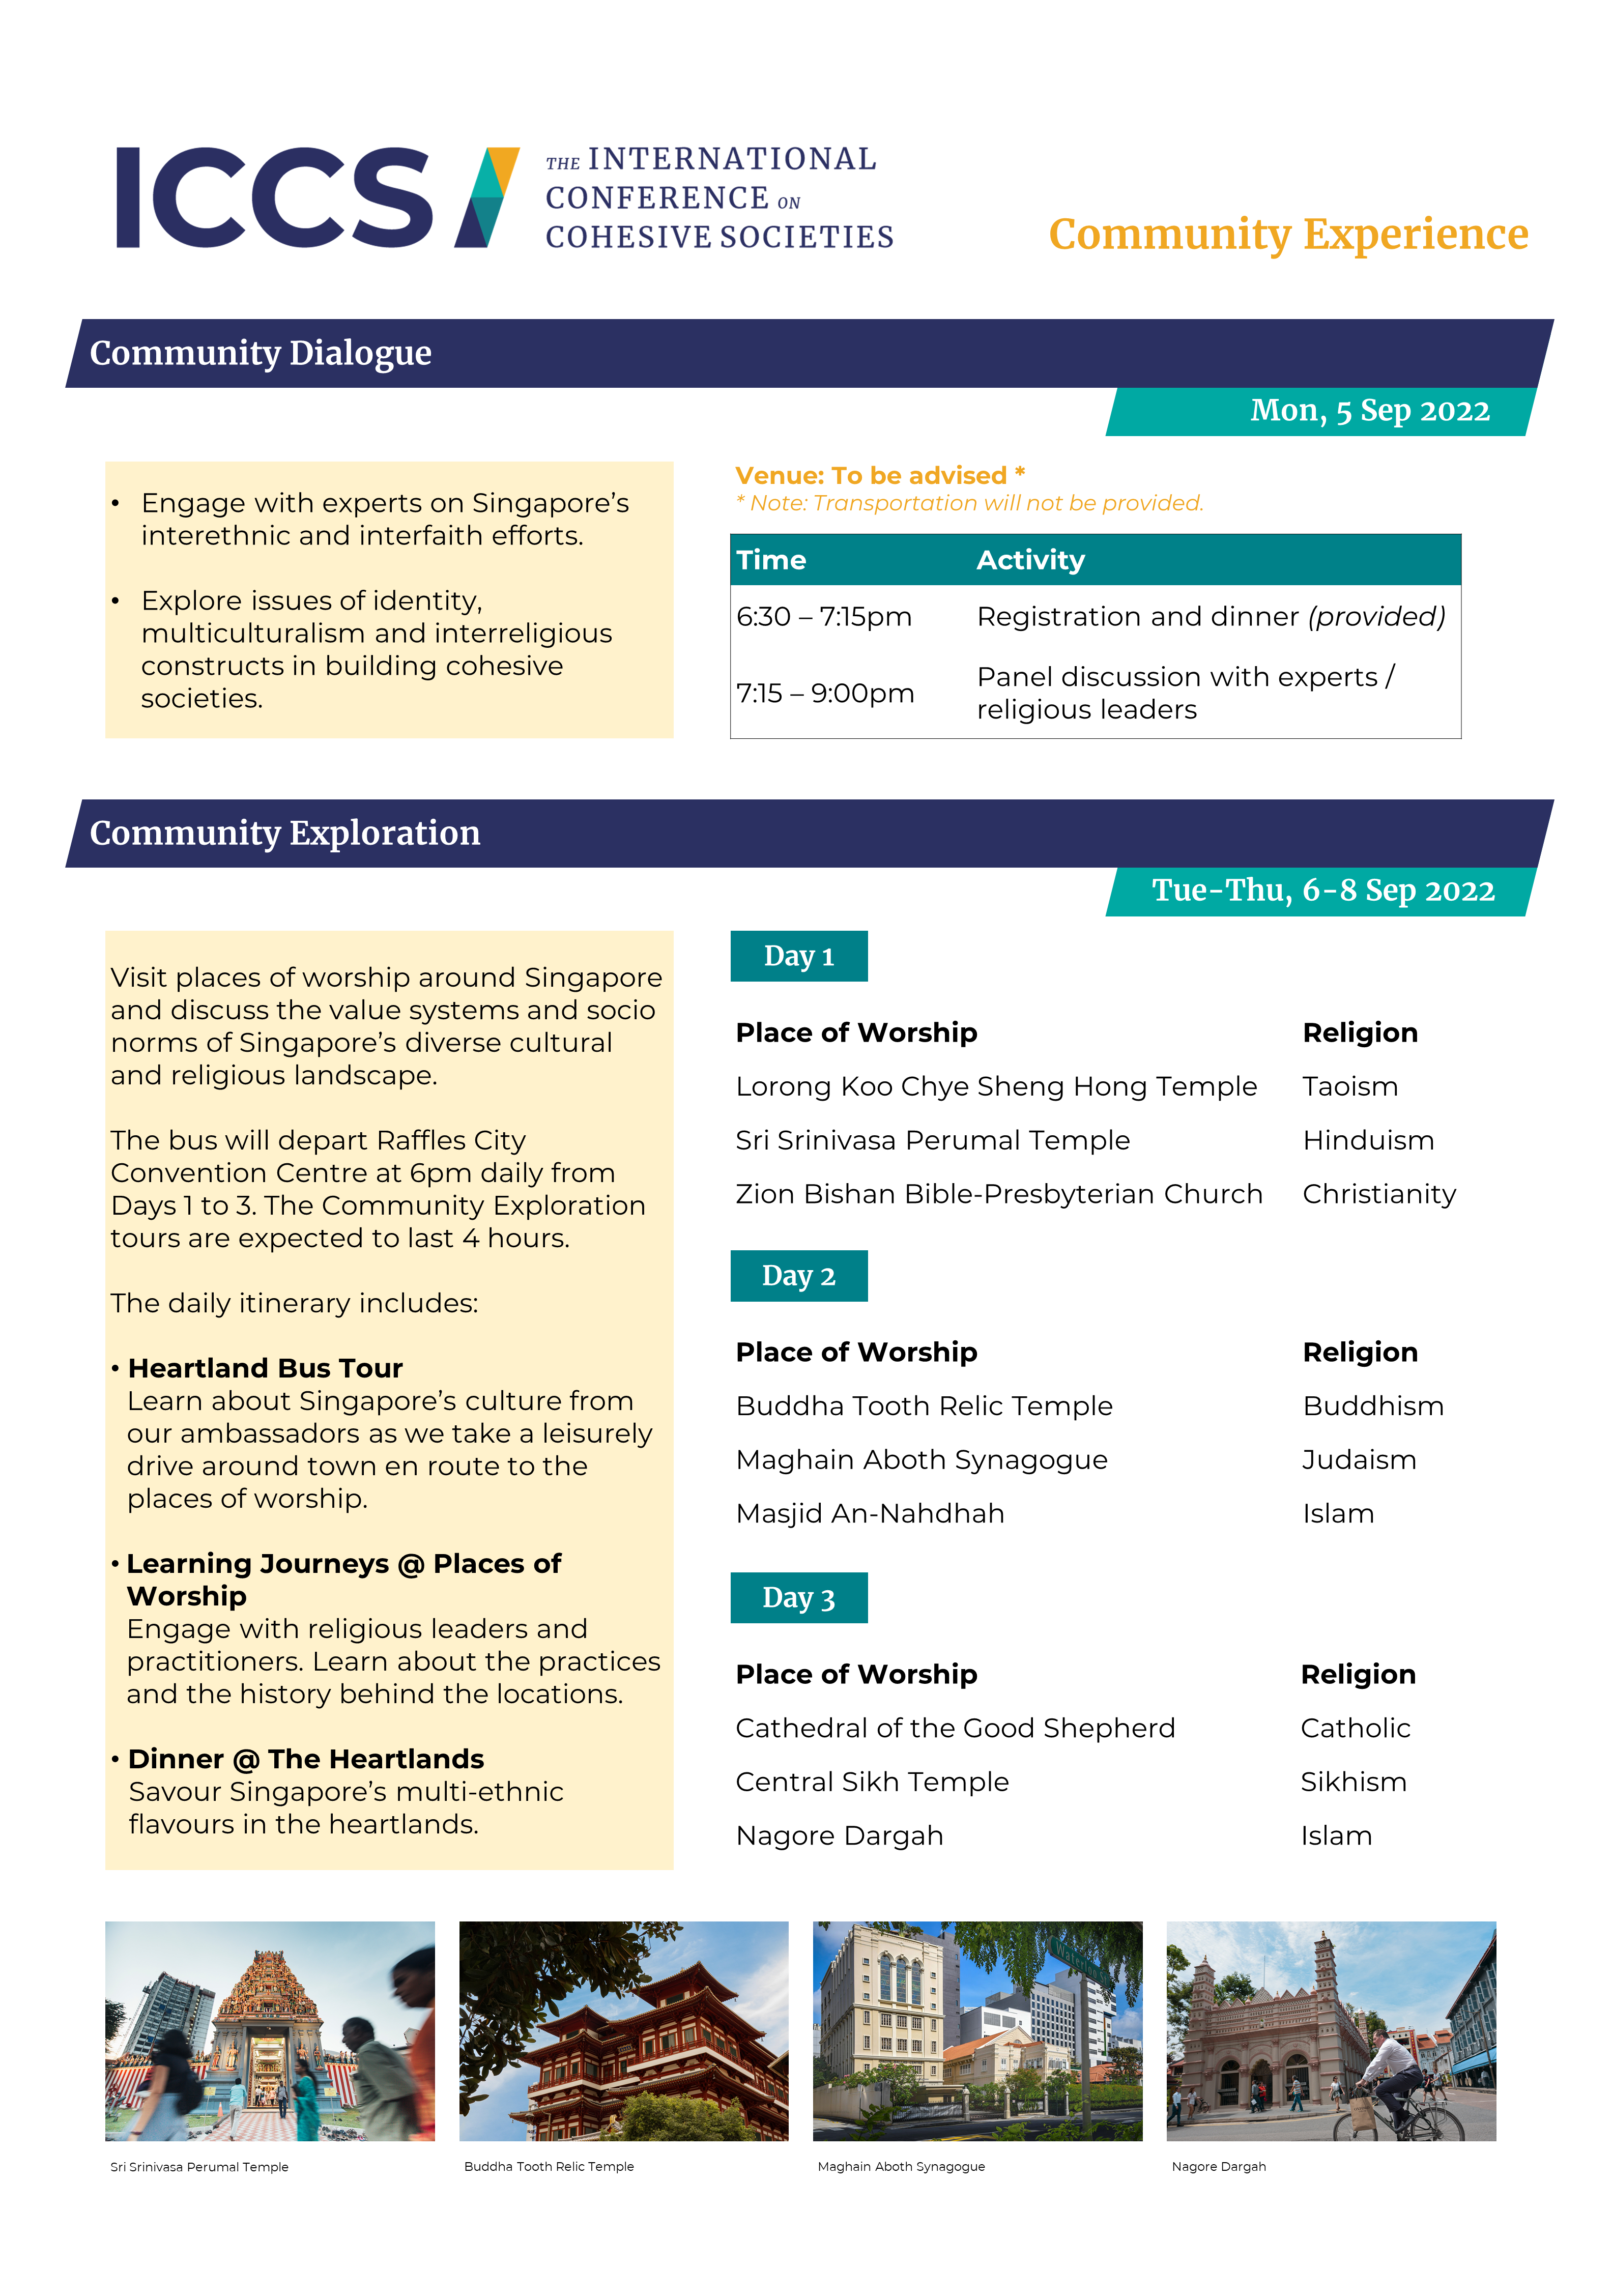 ICCS
THE INTERNATIONAL
CONFERENCE ON
COHESIVE SOCIETIES
Community Experience
Community Dialogue
Mon, 5 Sep 2022
• Engage with experts on Singapore’s
interethnic and interfaith efforts.
• Explore issues of identity,
multiculturalism and interreligious
constructs in building cohesive
societies.
Venue: To be advised *
* Note: Transportation will not be provided.
Time Activity
6:30 – 7:15pm Registration and dinner (provided)
7:15 – 9:00pm Panel discussion with experts /
religious leaders
Community Exploration
Tue-Thu, 6-8 Sep 2022
Visit places of worship around Singapore
and discuss the value systems and socio
norms of Singapore’s diverse cultural
and religious landscape.
The bus will depart Raffles City
Convention Centre at 6pm daily from
Days 1 to 3. The Community Exploration
tours are expected to last 4 hours.
The daily itinerary includes:
• Heartland Bus Tour
Learn about Singapore’s culture from
our ambassadors as we take a leisurely
drive around town en route to the
places of worship.
• Learning Journeys @ Places of
Worship
Engage with religious leaders and
practitioners. Learn about the practices
and the history behind the locations.
• Dinner @ The Heartlands
Savour Singapore’s multi-ethnic
flavours in the heartlands.
Day 1
Place of Worship Religion
Lorong Koo Chye Sheng Hong Temple Taoism
Sri Srinivasa Perumal Temple Hinduism
Zion Bishan Bible-Presbyterian Church Christianity
Day 2
Place of Worship Religion
Buddha Tooth Relic Temple Buddhism
Maghain Aboth Synagogue Judaism
Masjid An-Nahdhah Islam
Day 3
Place of Worship Religion
Cathedral of the Good Shepherd Catholic
Central Sikh Temple Sikhism
Nagore Dargah Islam
Sri Srinivasa Perumal Temple
Buddha Tooth Relic Temple
Maghain Aboth Synagogue
Nagore Dargah